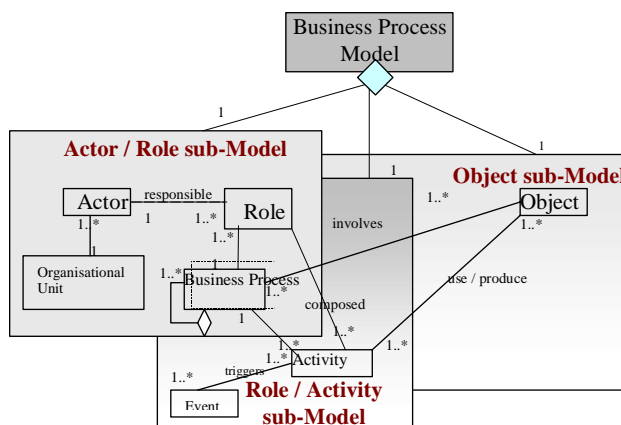 Business Process
Model
1
1
1
Actor / Role sub-Model
Object sub-Model
Actor
responsible
1
1..*
Role
1..*
Object
1..*
1..*
1..*
involves
1
Organisational
Unit
1
1..*
Business Process
1..*
use / produce
composed
1
1..*
1..*
1..*
1..*
Activity
triggers
1..*
Role / Activity
sub-Model
Event